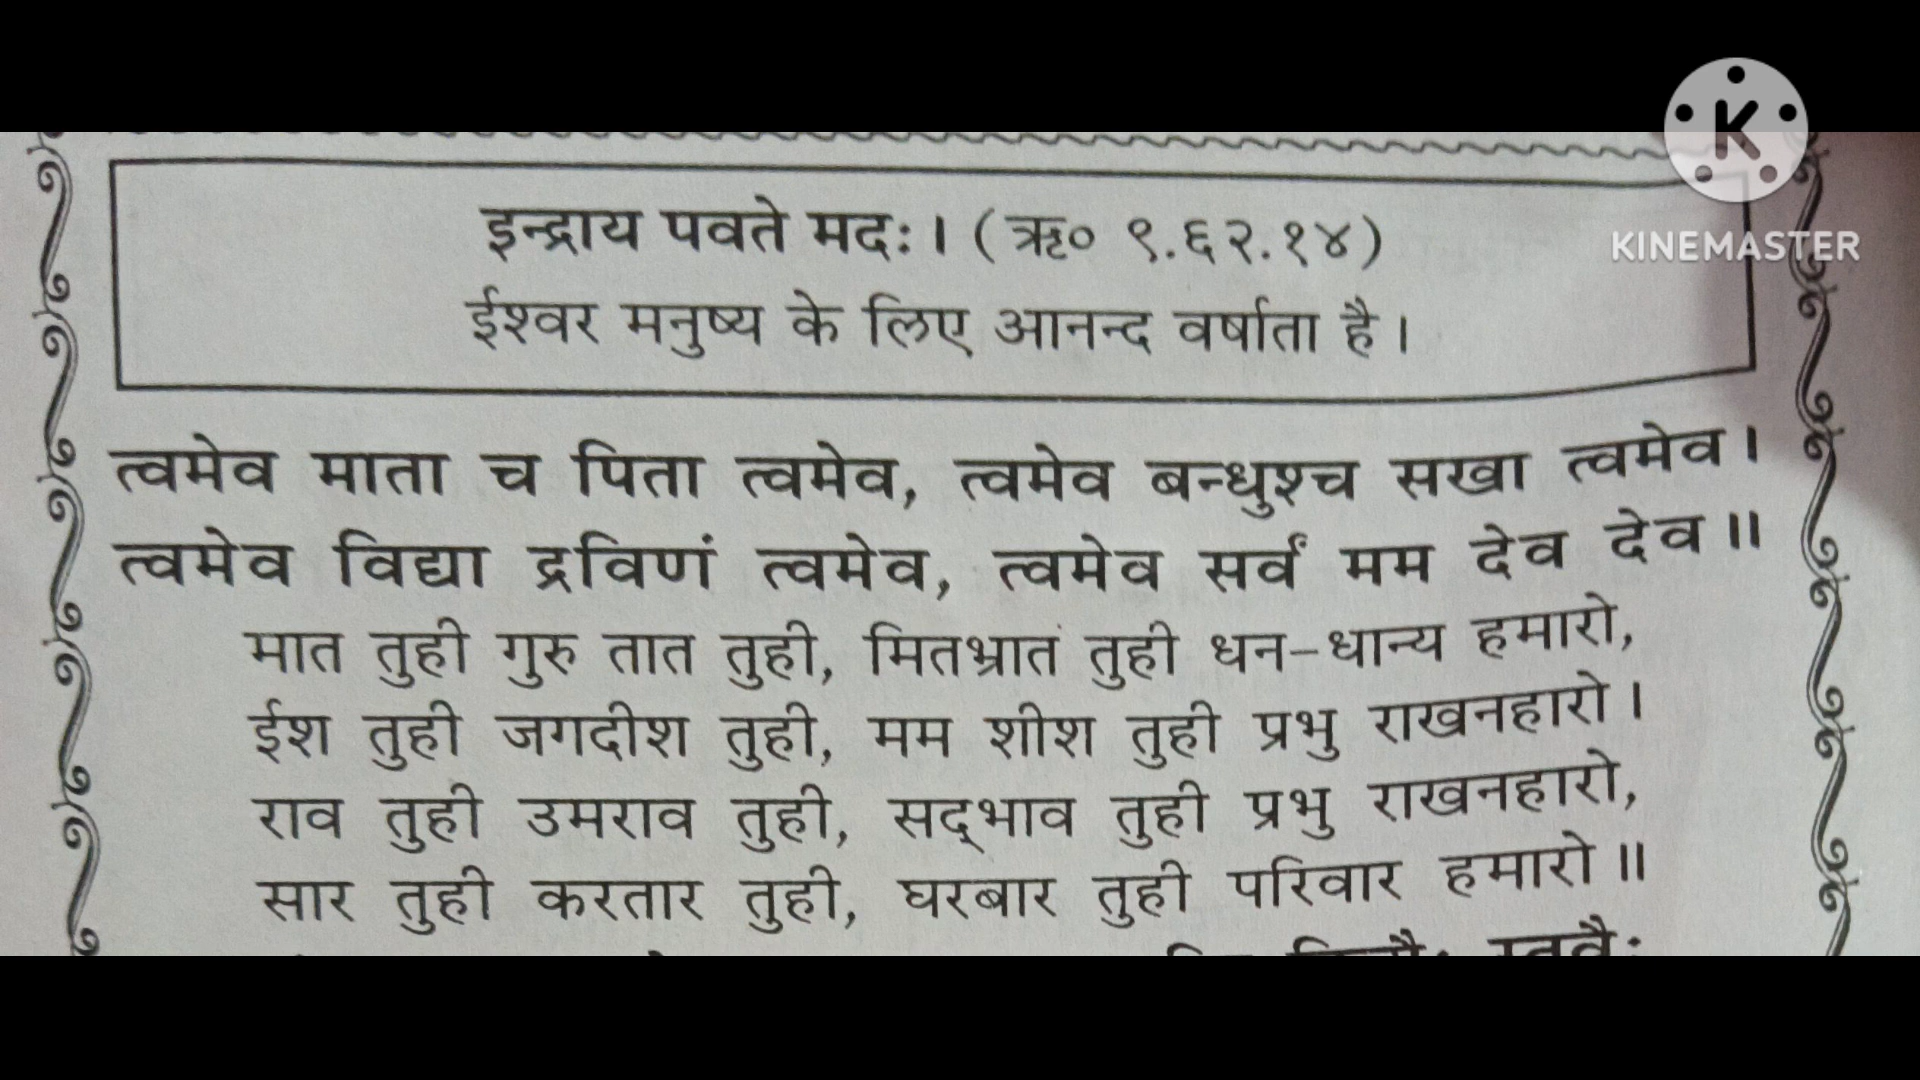 KINEMASTER
इन्द्राय पवते मदः। (ऋ० ९.६२.१४)
ईश्वर मनुष्य के लिए आनन्द वर्षाता है।
त्वमेव माता च पिता त्वमेव, त्वमेव बन्धुश्च सखा त्वमेव।
त्वमेव विद्या द्रविणं त्वमेव, त्वमेव सर्वं मम देव देव॥
मात तुही गुरु तात तुही, मितभ्रात तुही धन-धान्य हमारो,
ईश तुही जगदीश तुही, मम शीश तुही प्रभु राखनहारो।
राव तुही उमराव तुही, सद्‌भाव तुही प्रभु राखनहारो,
सार तुही करतार तुही, घरबार तुही परिवार हमारो॥